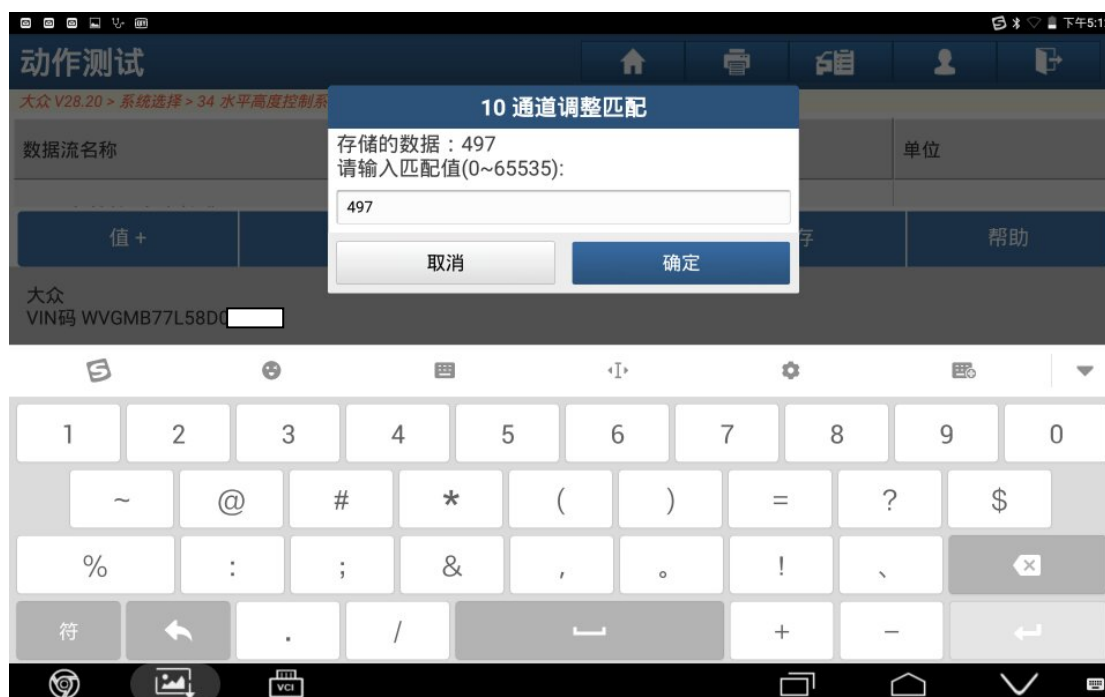 下午5:1
动作测试
大众 V28.20 > 系统选择 > 34 水平高度控制系
10 通道调整匹配
存储的数据：497
请输入匹配值(0~65535):
497
取消
确定
数据流名称
单位
值 +
存
帮助
大众
VIN码 WVGMB77L58D
1 2 3 4 5 6 7 8 9 0
~ @ # * ( ) = ? $
% : ; & , 。 ! 、
符 . / + −
VCI